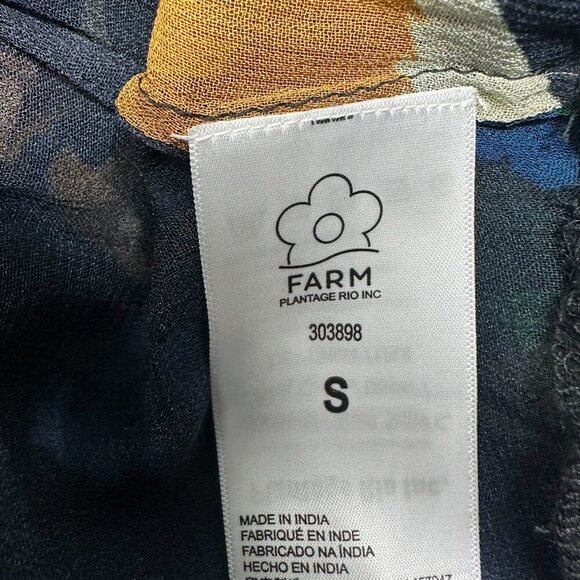 FARM
PLANTAGE RIO INC
303898
S
MADE IN INDIA
FABRIQUÉ EN INDE
FABRICADO NA ÍNDIA
HECHO EN INDIA